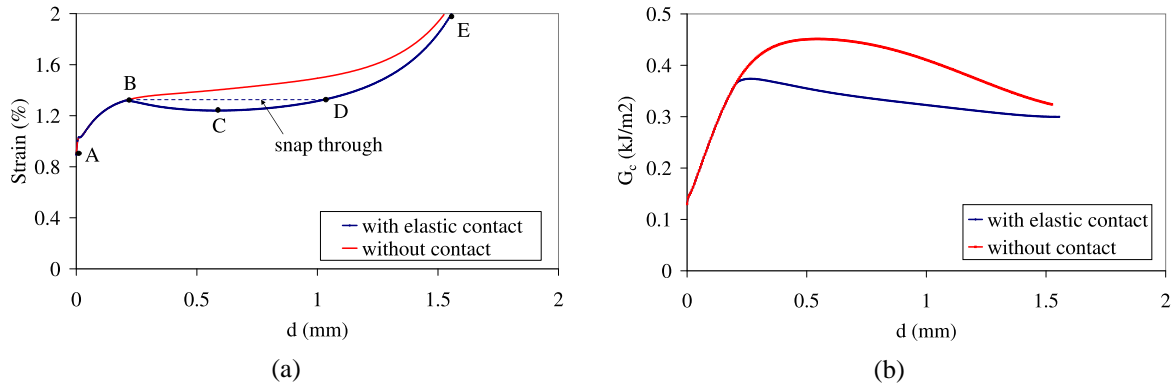 2
1.6
1.2
0.8
0.4
0
Strain (%)
A
B
C
D
E
snap through
with elastic contact
without contact
0
0.5
1
1.5
2
d (mm)
(a)
0.5
0.4
0.3
0.2
0.1
0
G_c (kJ/m2)
with elastic contact
without contact
0
0.5
1
1.5
2
d (mm)
(b)